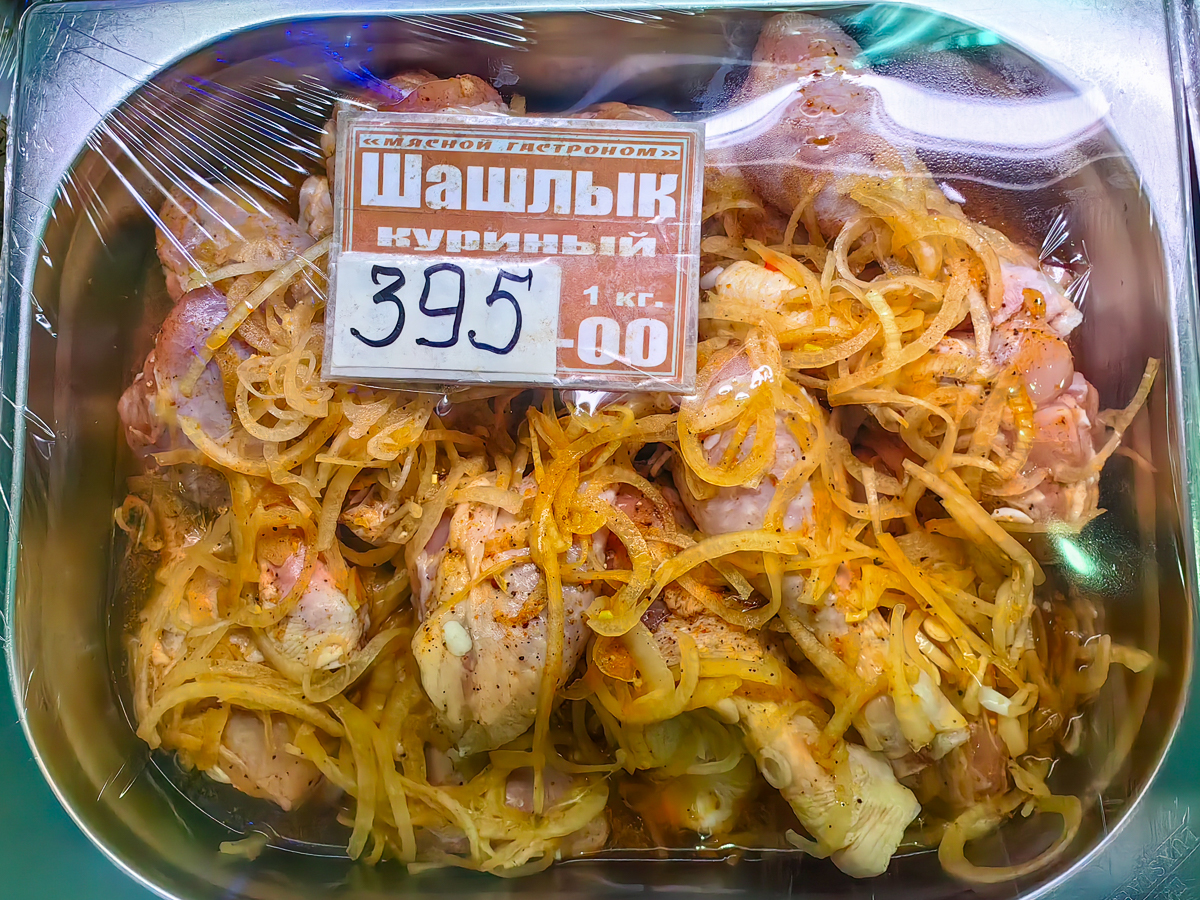 «МЯСНОЙ ГАСТРОНОМ»
Шашлык
куриный
395
1 кг.
-00